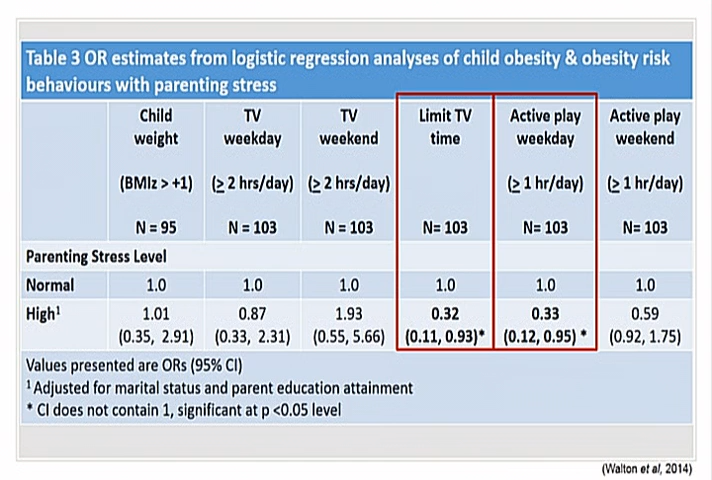 Table 3 OR estimates from logistic regression analyses of child obesity & obesity risk
behaviours with parenting stress
Child weight (BMIz > +1) N = 95
TV weekday (≥ 2 hrs/day) N = 103
TV weekend (≥ 2 hrs/day) N = 103
Limit TV time N= 103
Active play weekday (≥ 1 hr/day) N= 103
Active play weekend (≥ 1 hr/day) N= 103
Parenting Stress Level
Normal 1.0 1.0 1.0 1.0 1.0 1.0
High¹ 1.01 0.87 1.93 0.32 0.33 0.59
(0.35, 2.91) (0.33, 2.31) (0.55, 5.66) (0.11, 0.93)* (0.12, 0.95) * (0.92, 1.75)
Values presented are ORs (95% CI)
¹ Adjusted for marital status and parent education attainment
* CI does not contain 1, significant at p <0.05 level
(Walton et al, 2014)